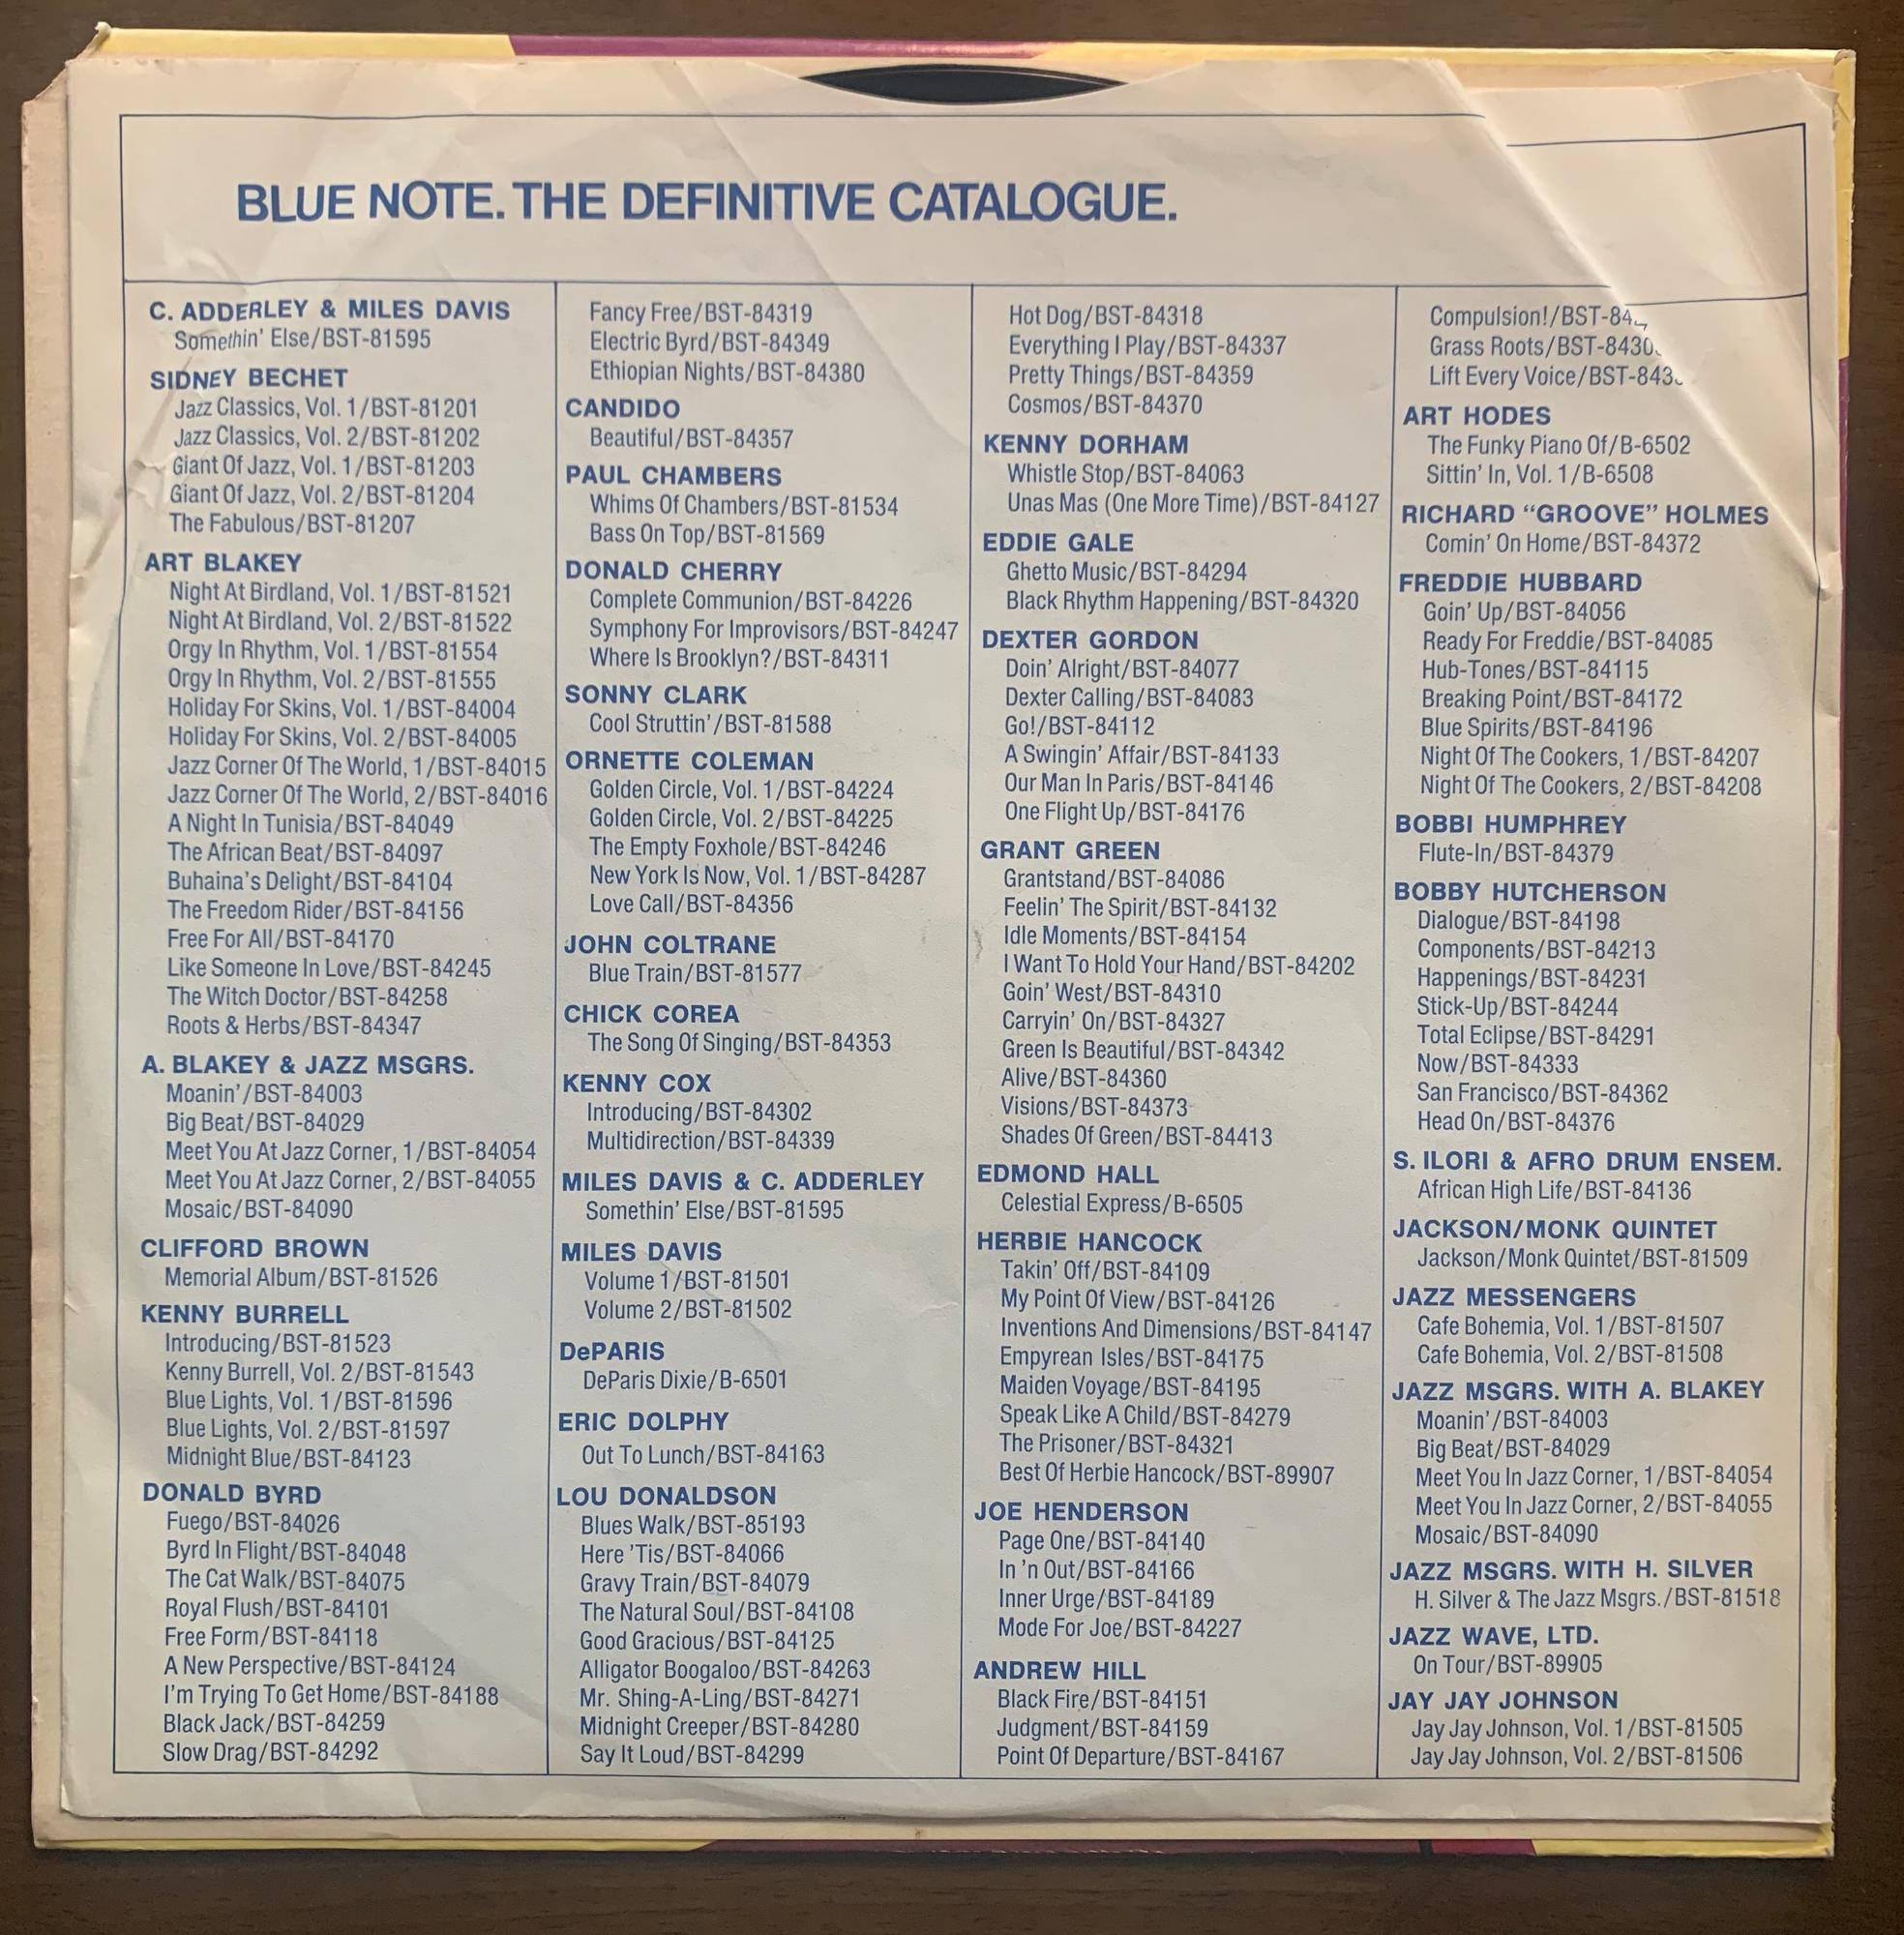 BLUE NOTE. THE DEFINITIVE CATALOGUE.
C. ADDERLEY & MILES DAVIS
Somethin' Else/BST-81595
SIDNEY BECHET
Jazz Classics, Vol. 1/BST-81201
Jazz Classics, Vol. 2/BST-81202
Giant Of Jazz, Vol. 1/BST-81203
Giant Of Jazz, Vol. 2/BST-81204
The Fabulous/BST-81207
ART BLAKEY
Night At Birdland, Vol. 1/BST-81521
Night At Birdland, Vol. 2/BST-81522
Orgy In Rhythm, Vol. 1/BST-81554
Orgy In Rhythm, Vol. 2/BST-81555
Holiday For Skins, Vol. 1/BST-84004
Holiday For Skins, Vol. 2/BST-84005
Jazz Corner Of The World, 1/BST-84015
Jazz Corner Of The World, 2/BST-84016
A Night In Tunisia/BST-84049
The African Beat/BST-84097
Buhaina's Delight/BST-84104
The Freedom Rider/BST-84156
Free For All/BST-84170
Like Someone In Love/BST-84245
The Witch Doctor/BST-84258
Roots & Herbs/BST-84347
A. BLAKEY & JAZZ MSGRS.
Moanin'/BST-84003
Big Beat/BST-84029
Meet You At Jazz Corner, 1/BST-84054
Meet You At Jazz Corner, 2/BST-84055
Mosaic/BST-84090
CLIFFORD BROWN
Memorial Album/BST-81526
KENNY BURRELL
Introducing/BST-81523
Kenny Burrell, Vol. 2/BST-81543
Blue Lights, Vol. 1/BST-81596
Blue Lights, Vol. 2/BST-81597
Midnight Blue/BST-84123
DONALD BYRD
Fuego/BST-84026
Byrd In Flight/BST-84048
The Cat Walk/BST-84075
Royal Flush/BST-84101
Free Form/BST-84118
A New Perspective/BST-84124
I'm Trying To Get Home/BST-84188
Black Jack/BST-84259
Slow Drag/BST-84292
Fancy Free/BST-84319
Electric Byrd/BST-84349
Ethiopian Nights/BST-84380
CANDIDO
Beautiful/BST-84357
PAUL CHAMBERS
Whims Of Chambers/BST-81534
Bass On Top/BST-81569
DONALD CHERRY
Complete Communion/BST-84226
Symphony For Improvisors/BST-84247
Where Is Brooklyn?/BST-84311
SONNY CLARK
Cool Struttin'/BST-81588
ORNETTE COLEMAN
Golden Circle, Vol. 1/BST-84224
Golden Circle, Vol. 2/BST-84225
The Empty Foxhole/BST-84246
New York Is Now, Vol. 1/BST-84287
Love Call/BST-84356
JOHN COLTRANE
Blue Train/BST-81577
CHICK COREA
The Song Of Singing/BST-84353
KENNY COX
Introducing/BST-84302
Multidirection/BST-84339
MILES DAVIS & C. ADDERLEY
Somethin' Else/BST-81595
MILES DAVIS
Volume 1/BST-81501
Volume 2/BST-81502
DePARIS
DeParis Dixie/B-6501
ERIC DOLPHY
Out To Lunch/BST-84163
LOU DONALDSON
Blues Walk/BST-85193
Here 'Tis/BST-84066
Gravy Train/BST-84079
The Natural Soul/BST-84108
Good Gracious/BST-84125
Alligator Boogaloo/BST-84263
Mr. Shing-A-Ling/BST-84271
Midnight Creeper/BST-84280
Say It Loud/BST-84299
Hot Dog/BST-84318
Everything I Play/BST-84337
Pretty Things/BST-84359
Cosmos/BST-84370
KENNY DORHAM
Whistle Stop/BST-84063
Unas Mas (One More Time)/BST-84127
EDDIE GALE
Ghetto Music/BST-84294
Black Rhythm Happening/BST-84320
DEXTER GORDON
Doin' Alright/BST-84077
Dexter Calling/BST-84083
Go!/BST-84112
A Swingin' Affair/BST-84133
Our Man In Paris/BST-84146
One Flight Up/BST-84176
GRANT GREEN
Grantstand/BST-84086
Feelin' The Spirit/BST-84132
Idle Moments/BST-84154
I Want To Hold Your Hand/BST-84202
Goin' West/BST-84310
Carryin' On/BST-84327
Green Is Beautiful/BST-84342
Alive/BST-84360
Visions/BST-84373
Shades Of Green/BST-84413
EDMOND HALL
Celestial Express/B-6505
HERBIE HANCOCK
Takin' Off/BST-84109
My Point Of View/BST-84126
Inventions And Dimensions/BST-84147
Empyrean Isles/BST-84175
Maiden Voyage/BST-84195
Speak Like A Child/BST-84279
The Prisoner/BST-84321
Best Of Herbie Hancock/BST-89907
JOE HENDERSON
Page One/BST-84140
In 'n Out/BST-84166
Inner Urge/BST-84189
Mode For Joe/BST-84227
ANDREW HILL
Black Fire/BST-84151
Judgment/BST-84159
Point Of Departure/BST-84167
Compulsion!/BST-84
Grass Roots/BST-8430
Lift Every Voice/BST-843
ART HODES
The Funky Piano Of/B-6502
Sittin' In, Vol. 1/B-6508
RICHARD "GROOVE" HOLMES
Comin' On Home/BST-84372
FREDDIE HUBBARD
Goin' Up/BST-84056
Ready For Freddie/BST-84085
Hub-Tones/BST-84115
Breaking Point/BST-84172
Blue Spirits/BST-84196
Night Of The Cookers, 1/BST-84207
Night Of The Cookers, 2/BST-84208
BOBBI HUMPHREY
Flute-In/BST-84379
BOBBY HUTCHERSON
Dialogue/BST-84198
Components/BST-84213
Happenings/BST-84231
Stick-Up/BST-84244
Total Eclipse/BST-84291
Now/BST-84333
San Francisco/BST-84362
Head On/BST-84376
S. ILORI & AFRO DRUM ENSEM.
African High Life/BST-84136
JACKSON/MONK QUINTET
Jackson/Monk Quintet/BST-81509
JAZZ MESSENGERS
Cafe Bohemia, Vol. 1/BST-81507
Cafe Bohemia, Vol. 2/BST-81508
JAZZ MSGRS. WITH A. BLAKEY
Moanin'/BST-84003
Big Beat/BST-84029
Meet You In Jazz Corner, 1/BST-84054
Meet You In Jazz Corner, 2/BST-84055
Mosaic/BST-84090
JAZZ MSGRS. WITH H. SILVER
H. Silver & The Jazz Msgrs./BST-81518
JAZZ WAVE, LTD.
On Tour/BST-89905
JAY JAY JOHNSON
Jay Jay Johnson, Vol. 1/BST-81505
Jay Jay Johnson, Vol. 2/BST-81506